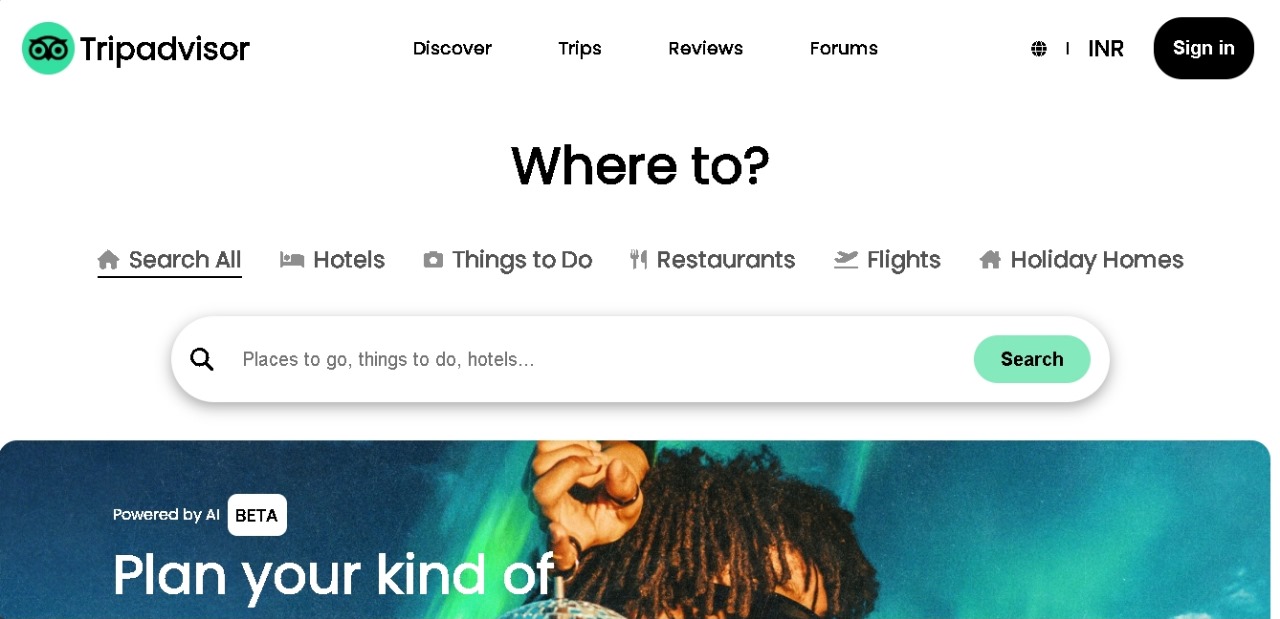 Tripadvisor Discover Trips Reviews Forums | INR Sign in
Where to?
Search All Hotels Things to Do Restaurants Flights Holiday Homes
Places to go, things to do, hotels... Search
Powered by AI BETA
Plan your kind of